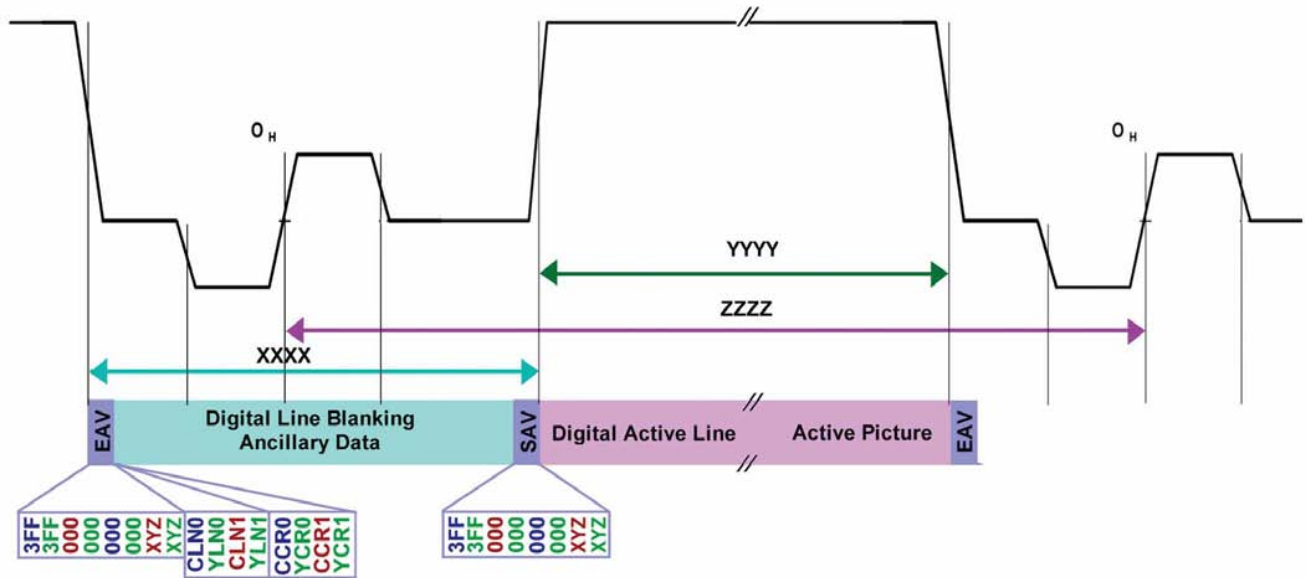 O H
O H
YYYY
ZZZZ
XXXX
EAV
Digital Line Blanking
Ancillary Data
SAV
Digital Active Line
Active Picture
EAV
3FF
3FF
000
000
000
000
XYZ
XYZ
CLN0
YLN0
CLN1
YLN1
CCR0
YCR0
CCR1
YCR1
3FF
3FF
000
000
000
000
XYZ
XYZ